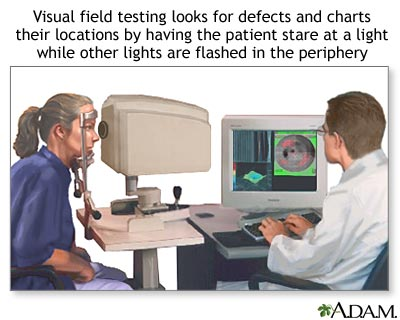 Visual field testing looks for defects and charts
their locations by having the patient stare at a light
while other lights are flashed in the periphery
A.D.A.M.